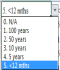 5. <12 mths
0. N/A
1. 100 years
2. 50 years
3. 10 years
4. 5 years
5. <12 mths